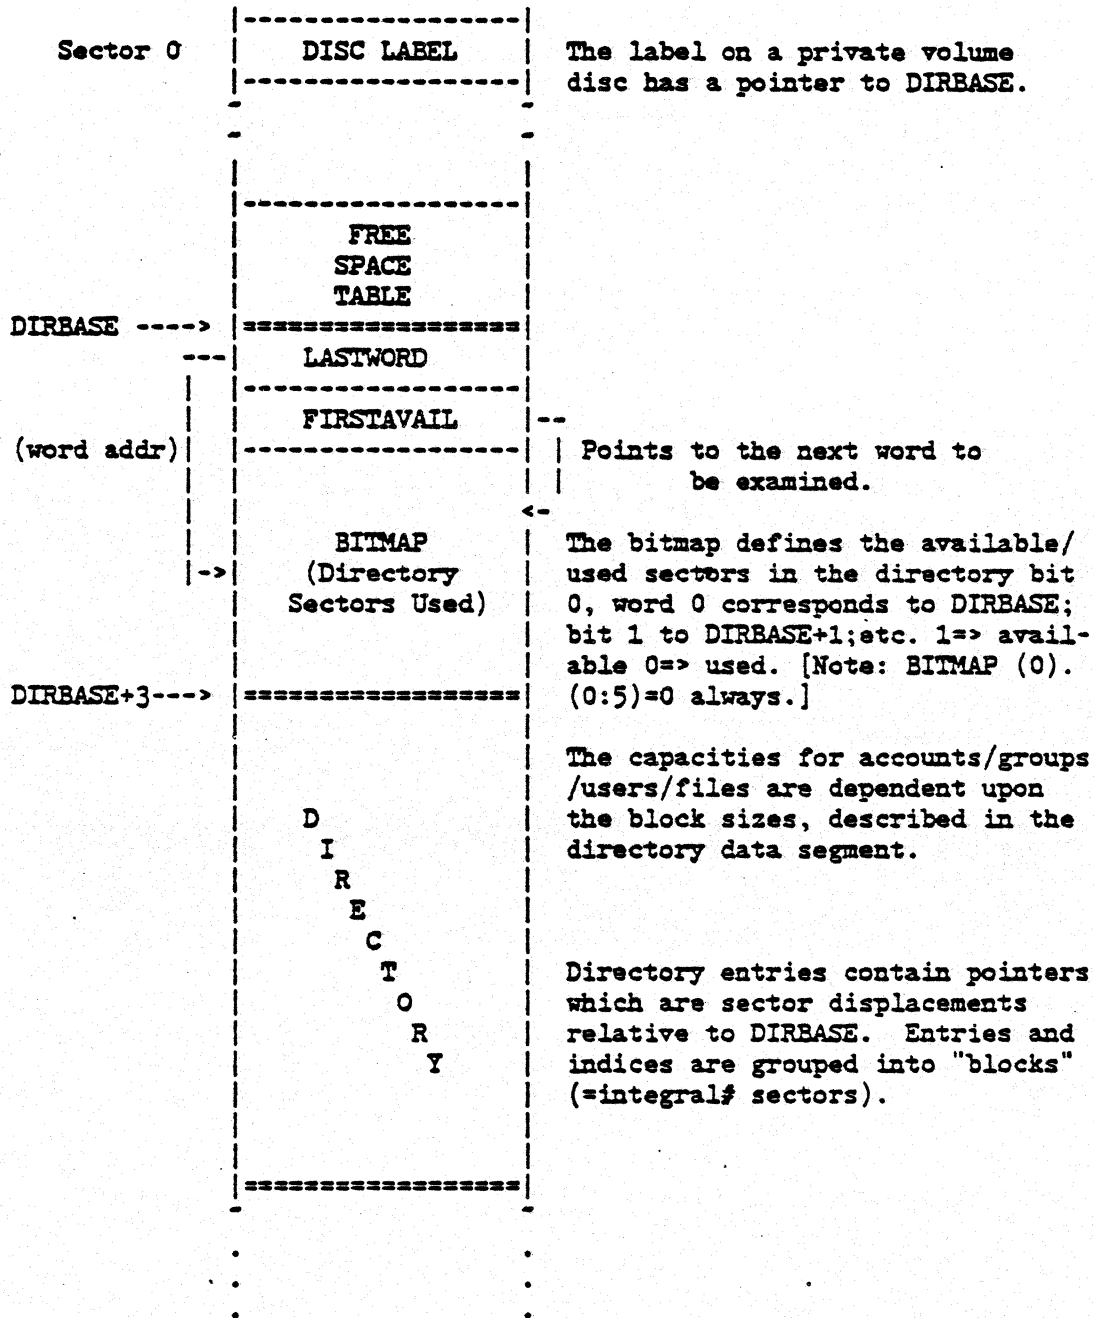 Sector 0 DISC LABEL The label on a private volume
disc has a pointer to DIRBASE.
FREE
SPACE
TABLE
DIRBASE ---->
LASTWORD
FIRSTAVAIL
(word addr) Points to the next word to
be examined.
BITMAP The bitmap defines the available/
(Directory used sectors in the directory bit
Sectors Used) 0, word 0 corresponds to DIRBASE;
bit 1 to DIRBASE+1;etc. 1=> avail-
able 0=> used. [Note: BITMAP (0).
DIRBASE+3---> (0:5)=0 always.]
The capacities for accounts/groups
/users/files are dependent upon
the block sizes, described in the
directory data segment.
DIRECTORY
Directory entries contain pointers
which are sector displacements
relative to DIRBASE. Entries and
indices are grouped into "blocks"
(=integral# sectors).